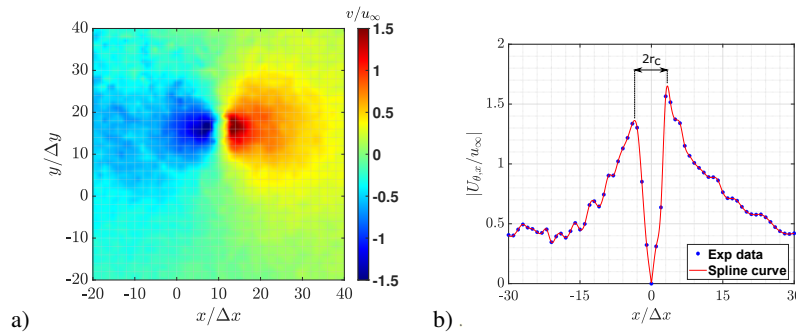 v/u∞
40
30
20
10
0
-10
-20
-20 -10 0 10 20 30 40
x/Δx
y/Δy
1.5
1
0.5
0
-0.5
-1
-1.5
a)
2
1.5
1
0.5
0
-30 -15 0 15 30
x/Δx
|Uθ,x/u∞|
2rC
Exp data
Spline curve
b) .